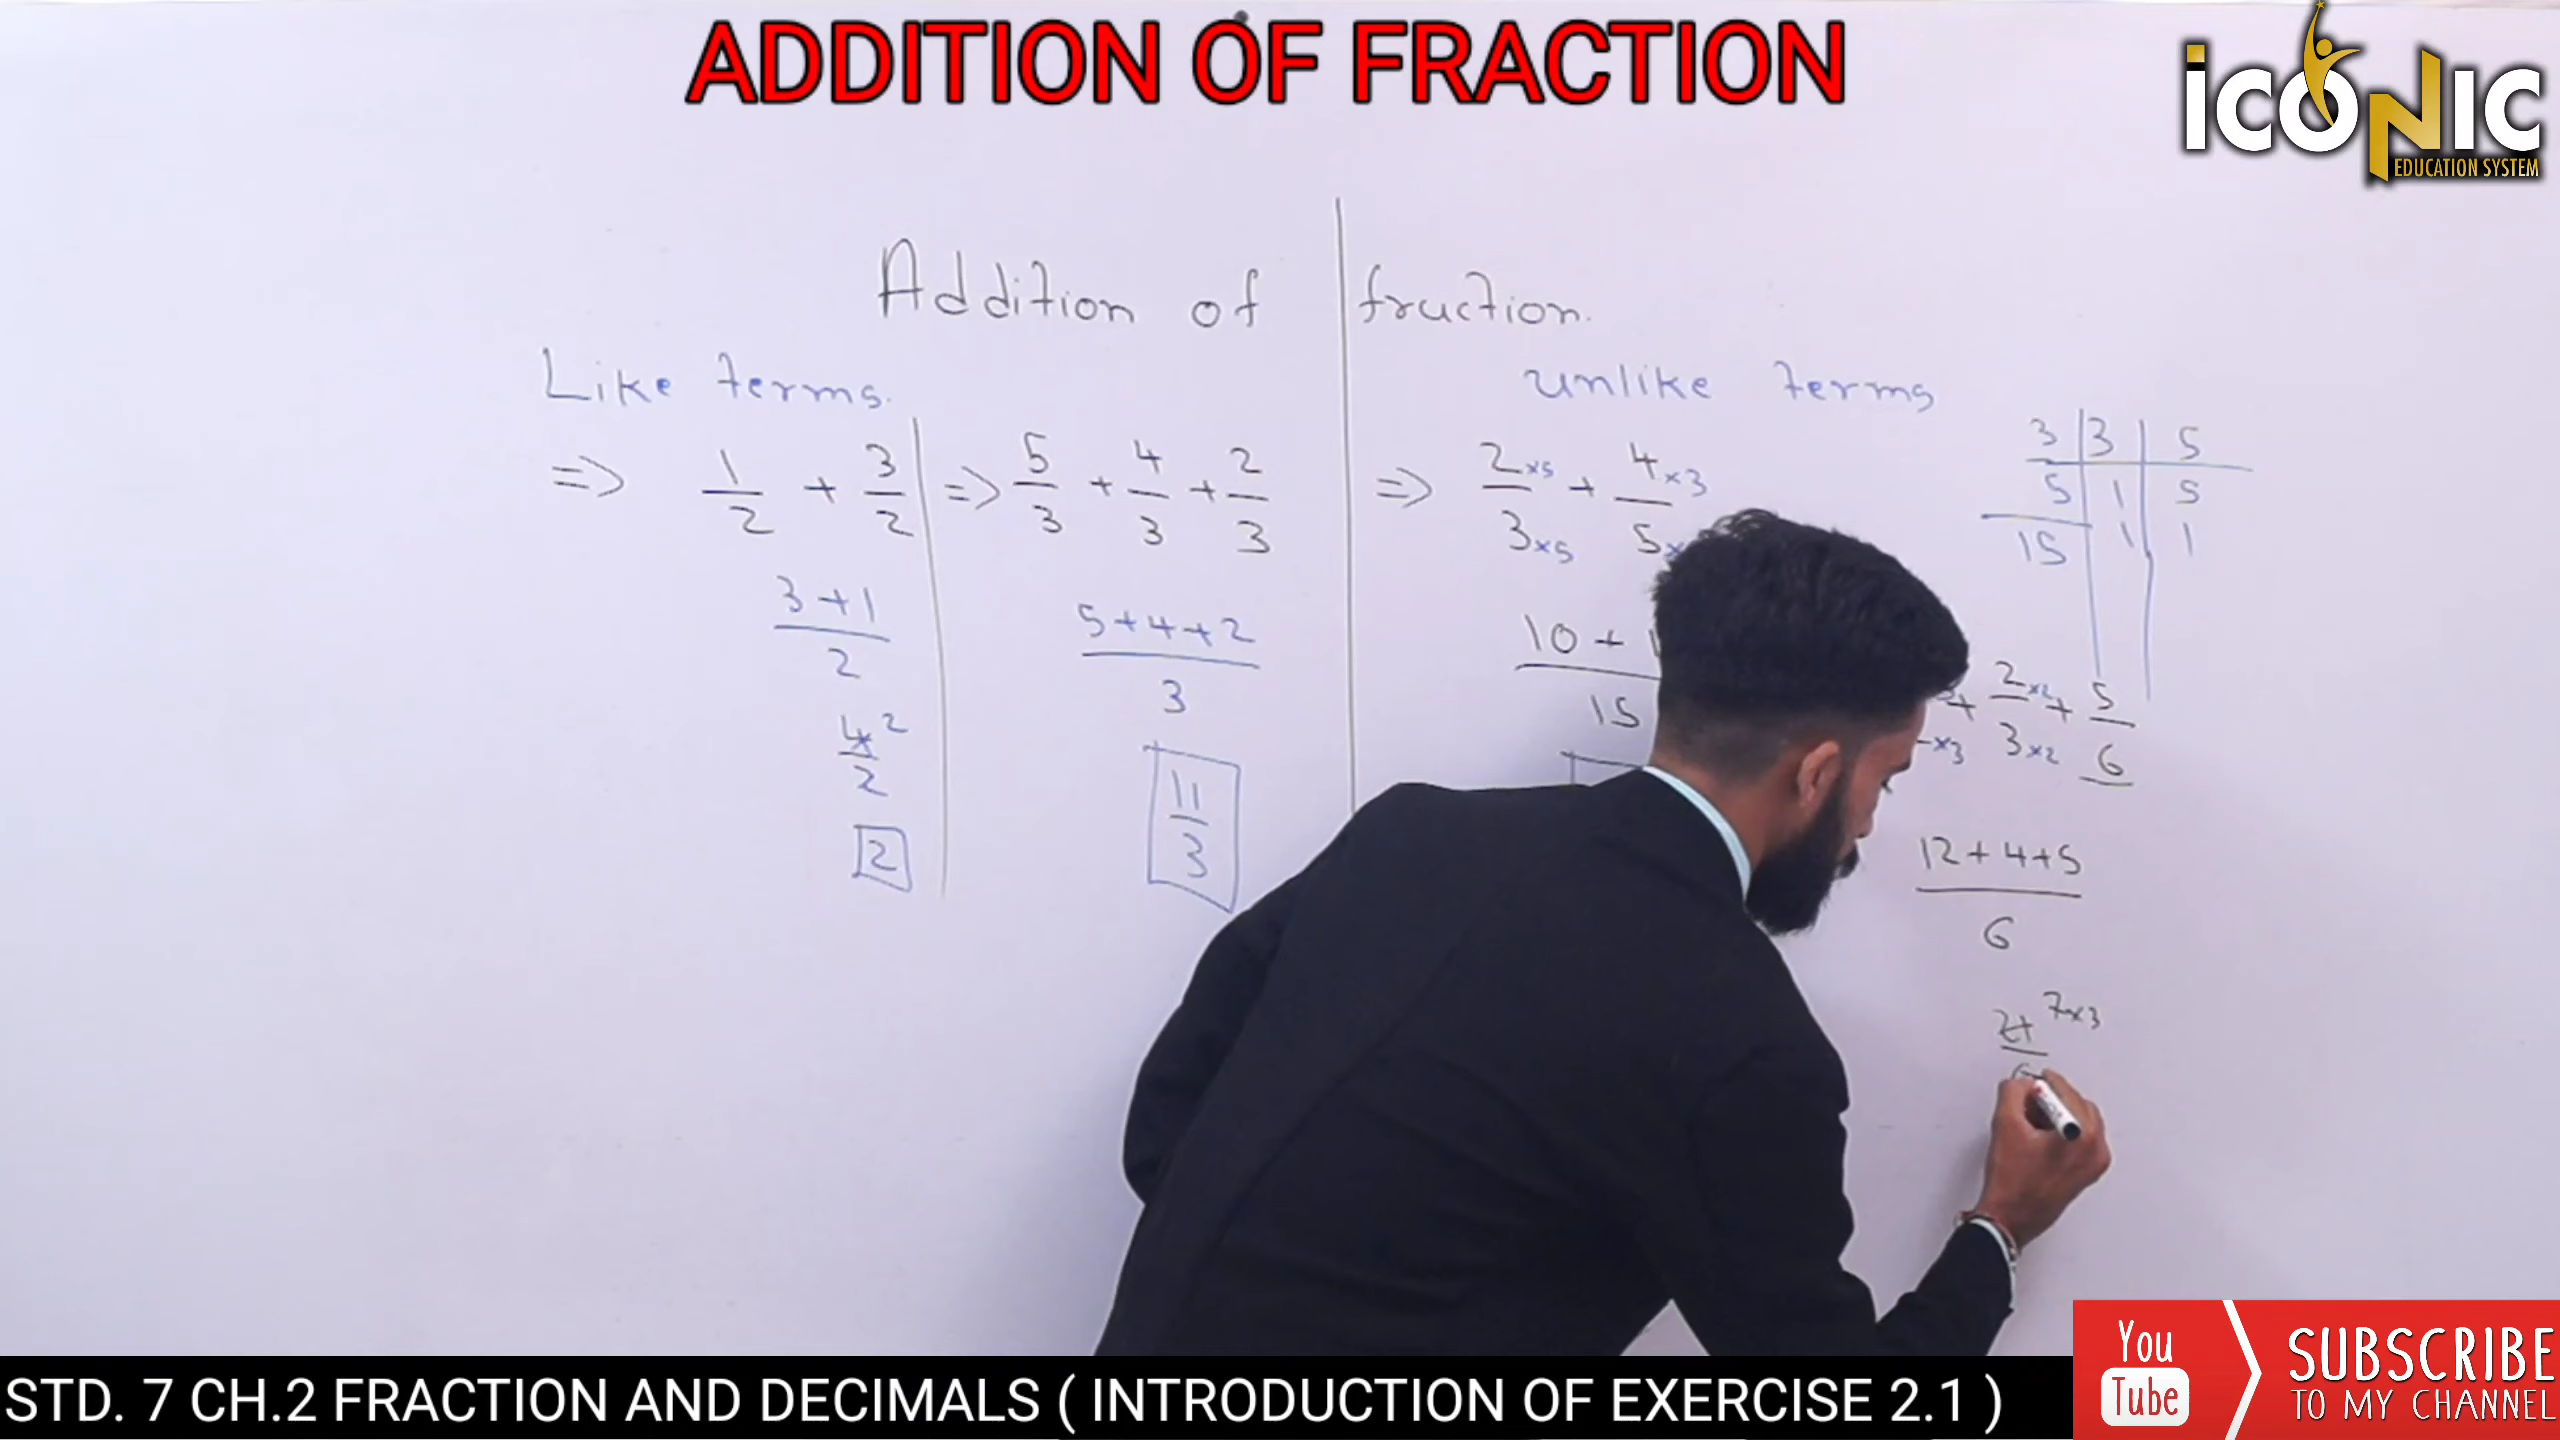 ADDITION OF FRACTION
iCONIC
EDUCATION SYSTEM
Addition of fruction.
Like terms.
unlike terms
=> 1/2 + 3/2
3+1/2
4/2 2
2
=> 5/3 + 4/3 + 2/3
5+4+2/3
11/3
=> 2×5/3×5 + 4×3/5
10 +
15
3 | 3 | 5
5 | 1 | 5
15 | 1 | 1
+ 2×2/3×2 + 5/6
×3
12+4+5/6
21 7×3
STD. 7 CH.2 FRACTION AND DECIMALS ( INTRODUCTION OF EXERCISE 2.1 )
You
Tube
SUBSCRIBE
TO MY CHANNEL